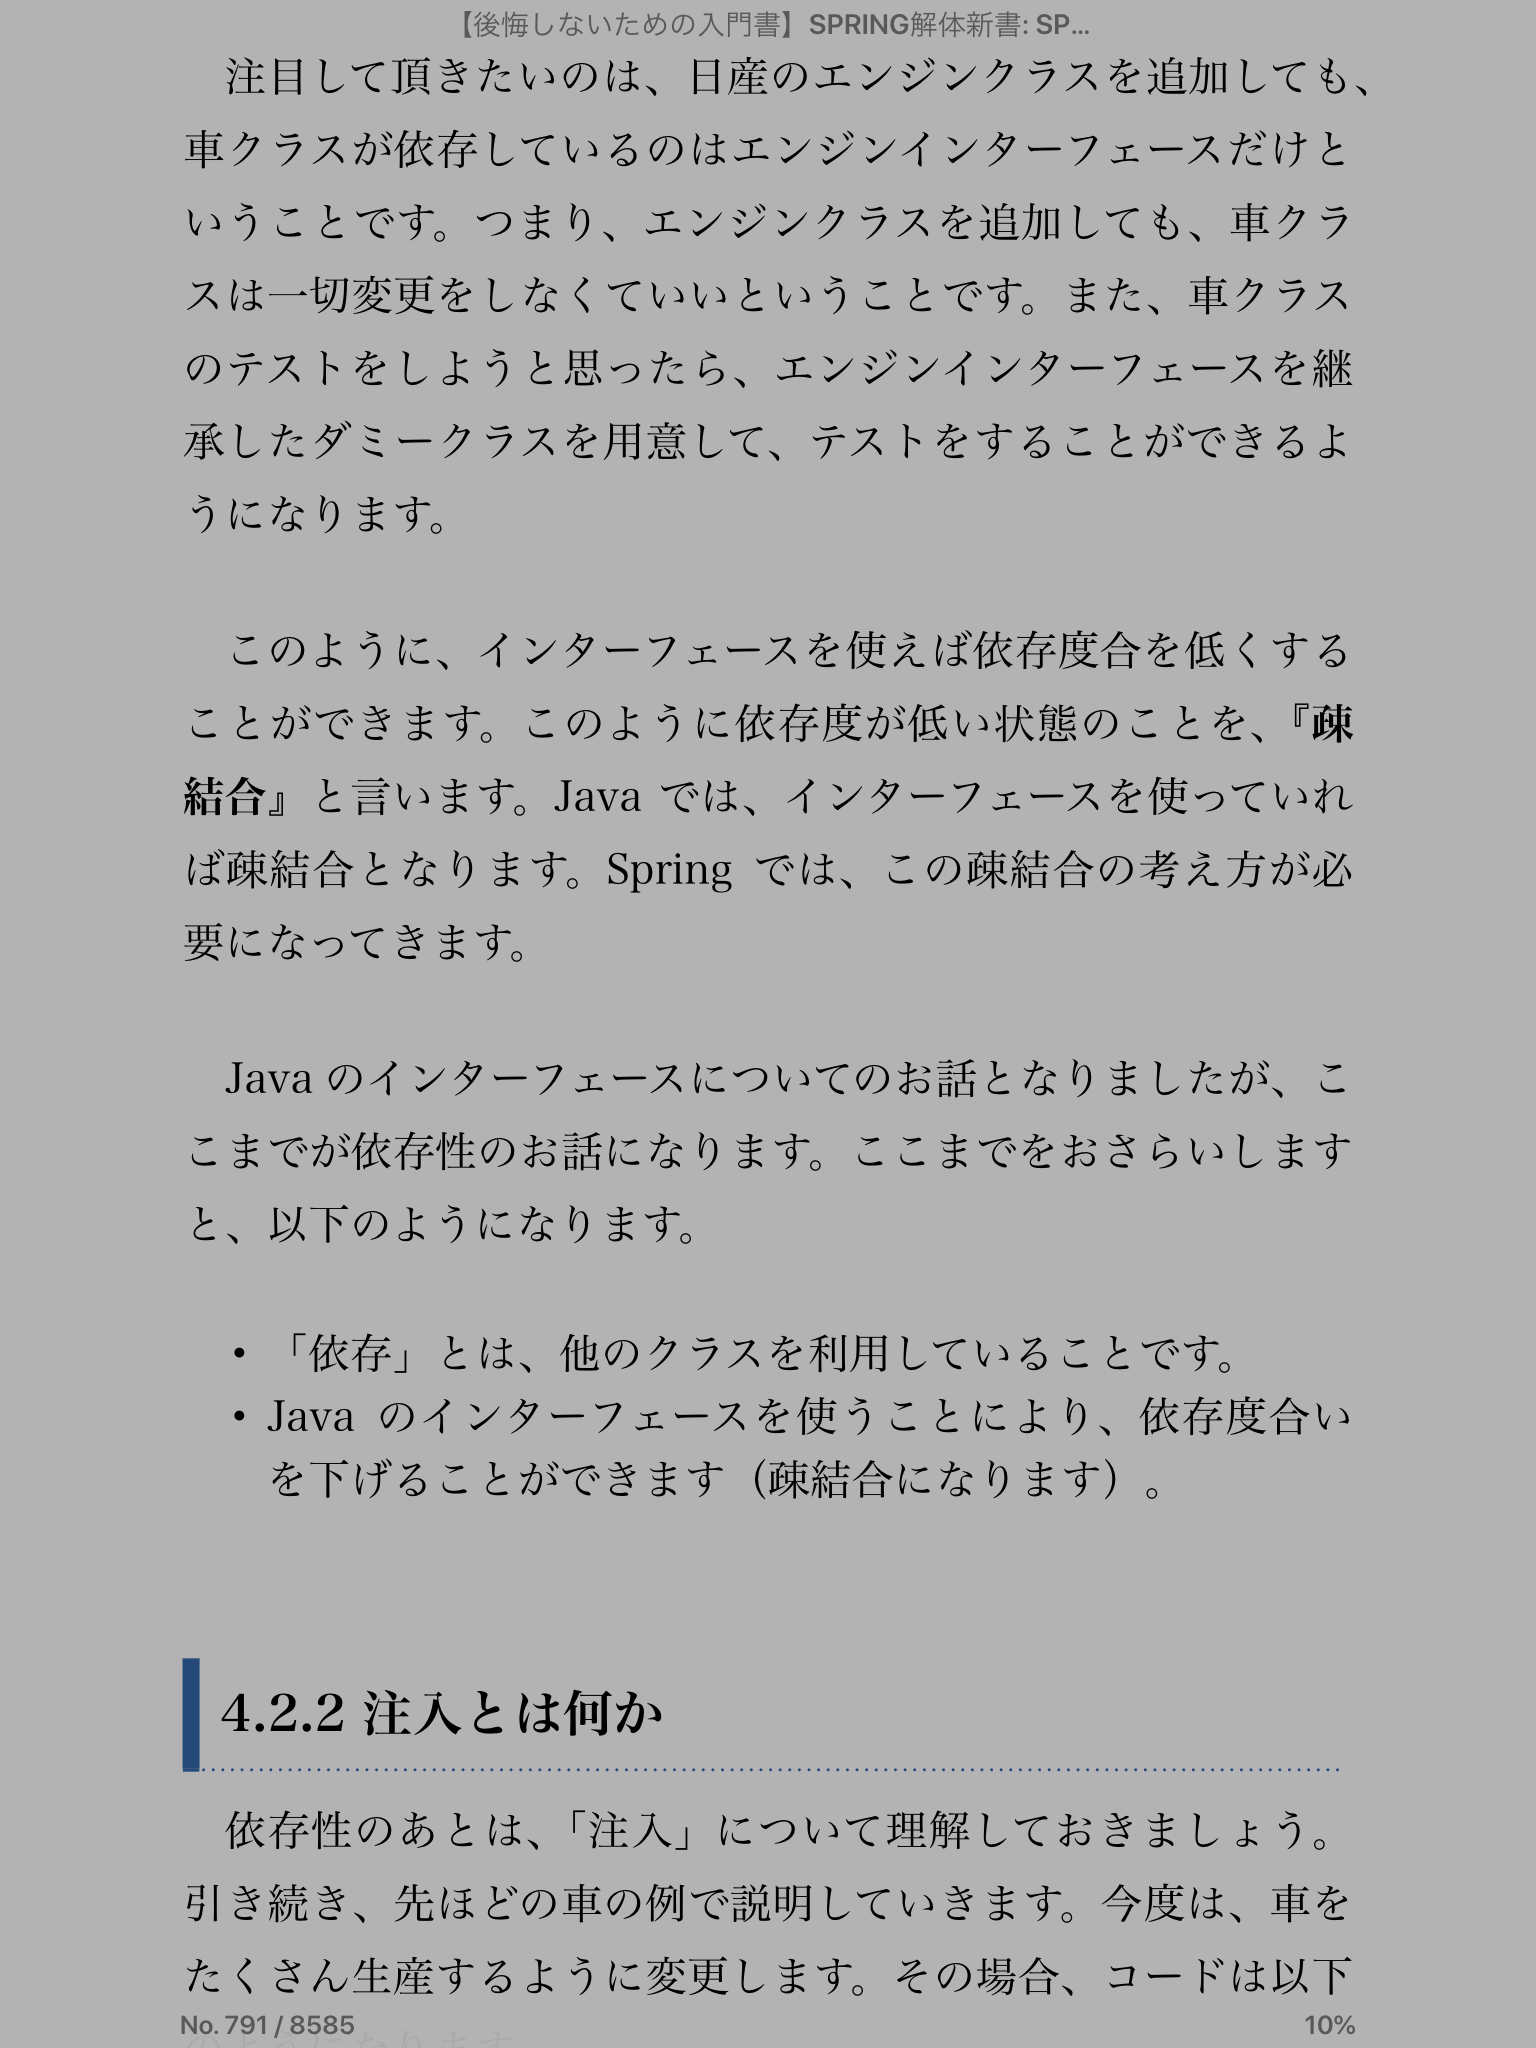 【後悔しないための入門書】SPRING解体新書: SP...
注目して頂きたいのは、日産のエンジンクラスを追加しても、
車クラスが依存しているのはエンジンインターフェースだけと
いうことです。つまり、エンジンクラスを追加しても、車クラ
スは一切変更をしなくていいということです。また、車クラス
のテストをしようと思ったら、エンジンインターフェースを継
承したダミークラスを用意して、テストをすることができるよ
うになります。
このように、インターフェースを使えば依存度合を低くする
ことができます。このように依存度が低い状態のことを、『疎
結合』と言います。Java では、インターフェースを使っていれ
ば疎結合となります。Spring では、この疎結合の考え方が必
要になってきます。
Java のインターフェースについてのお話となりましたが、こ
こまでが依存性のお話になります。ここまでをおさらいします
と、以下のようになります。
・「依存」とは、他のクラスを利用していることです。
・Java のインターフェースを使うことにより、依存度合い
を下げることができます（疎結合になります）。
4.2.2 注入とは何か
依存性のあとは、「注入」について理解しておきましょう。
引き続き、先ほどの車の例で説明していきます。今度は、車を
たくさん生産するように変更します。その場合、コードは以下
のようになります
No. 791 / 8585
10%